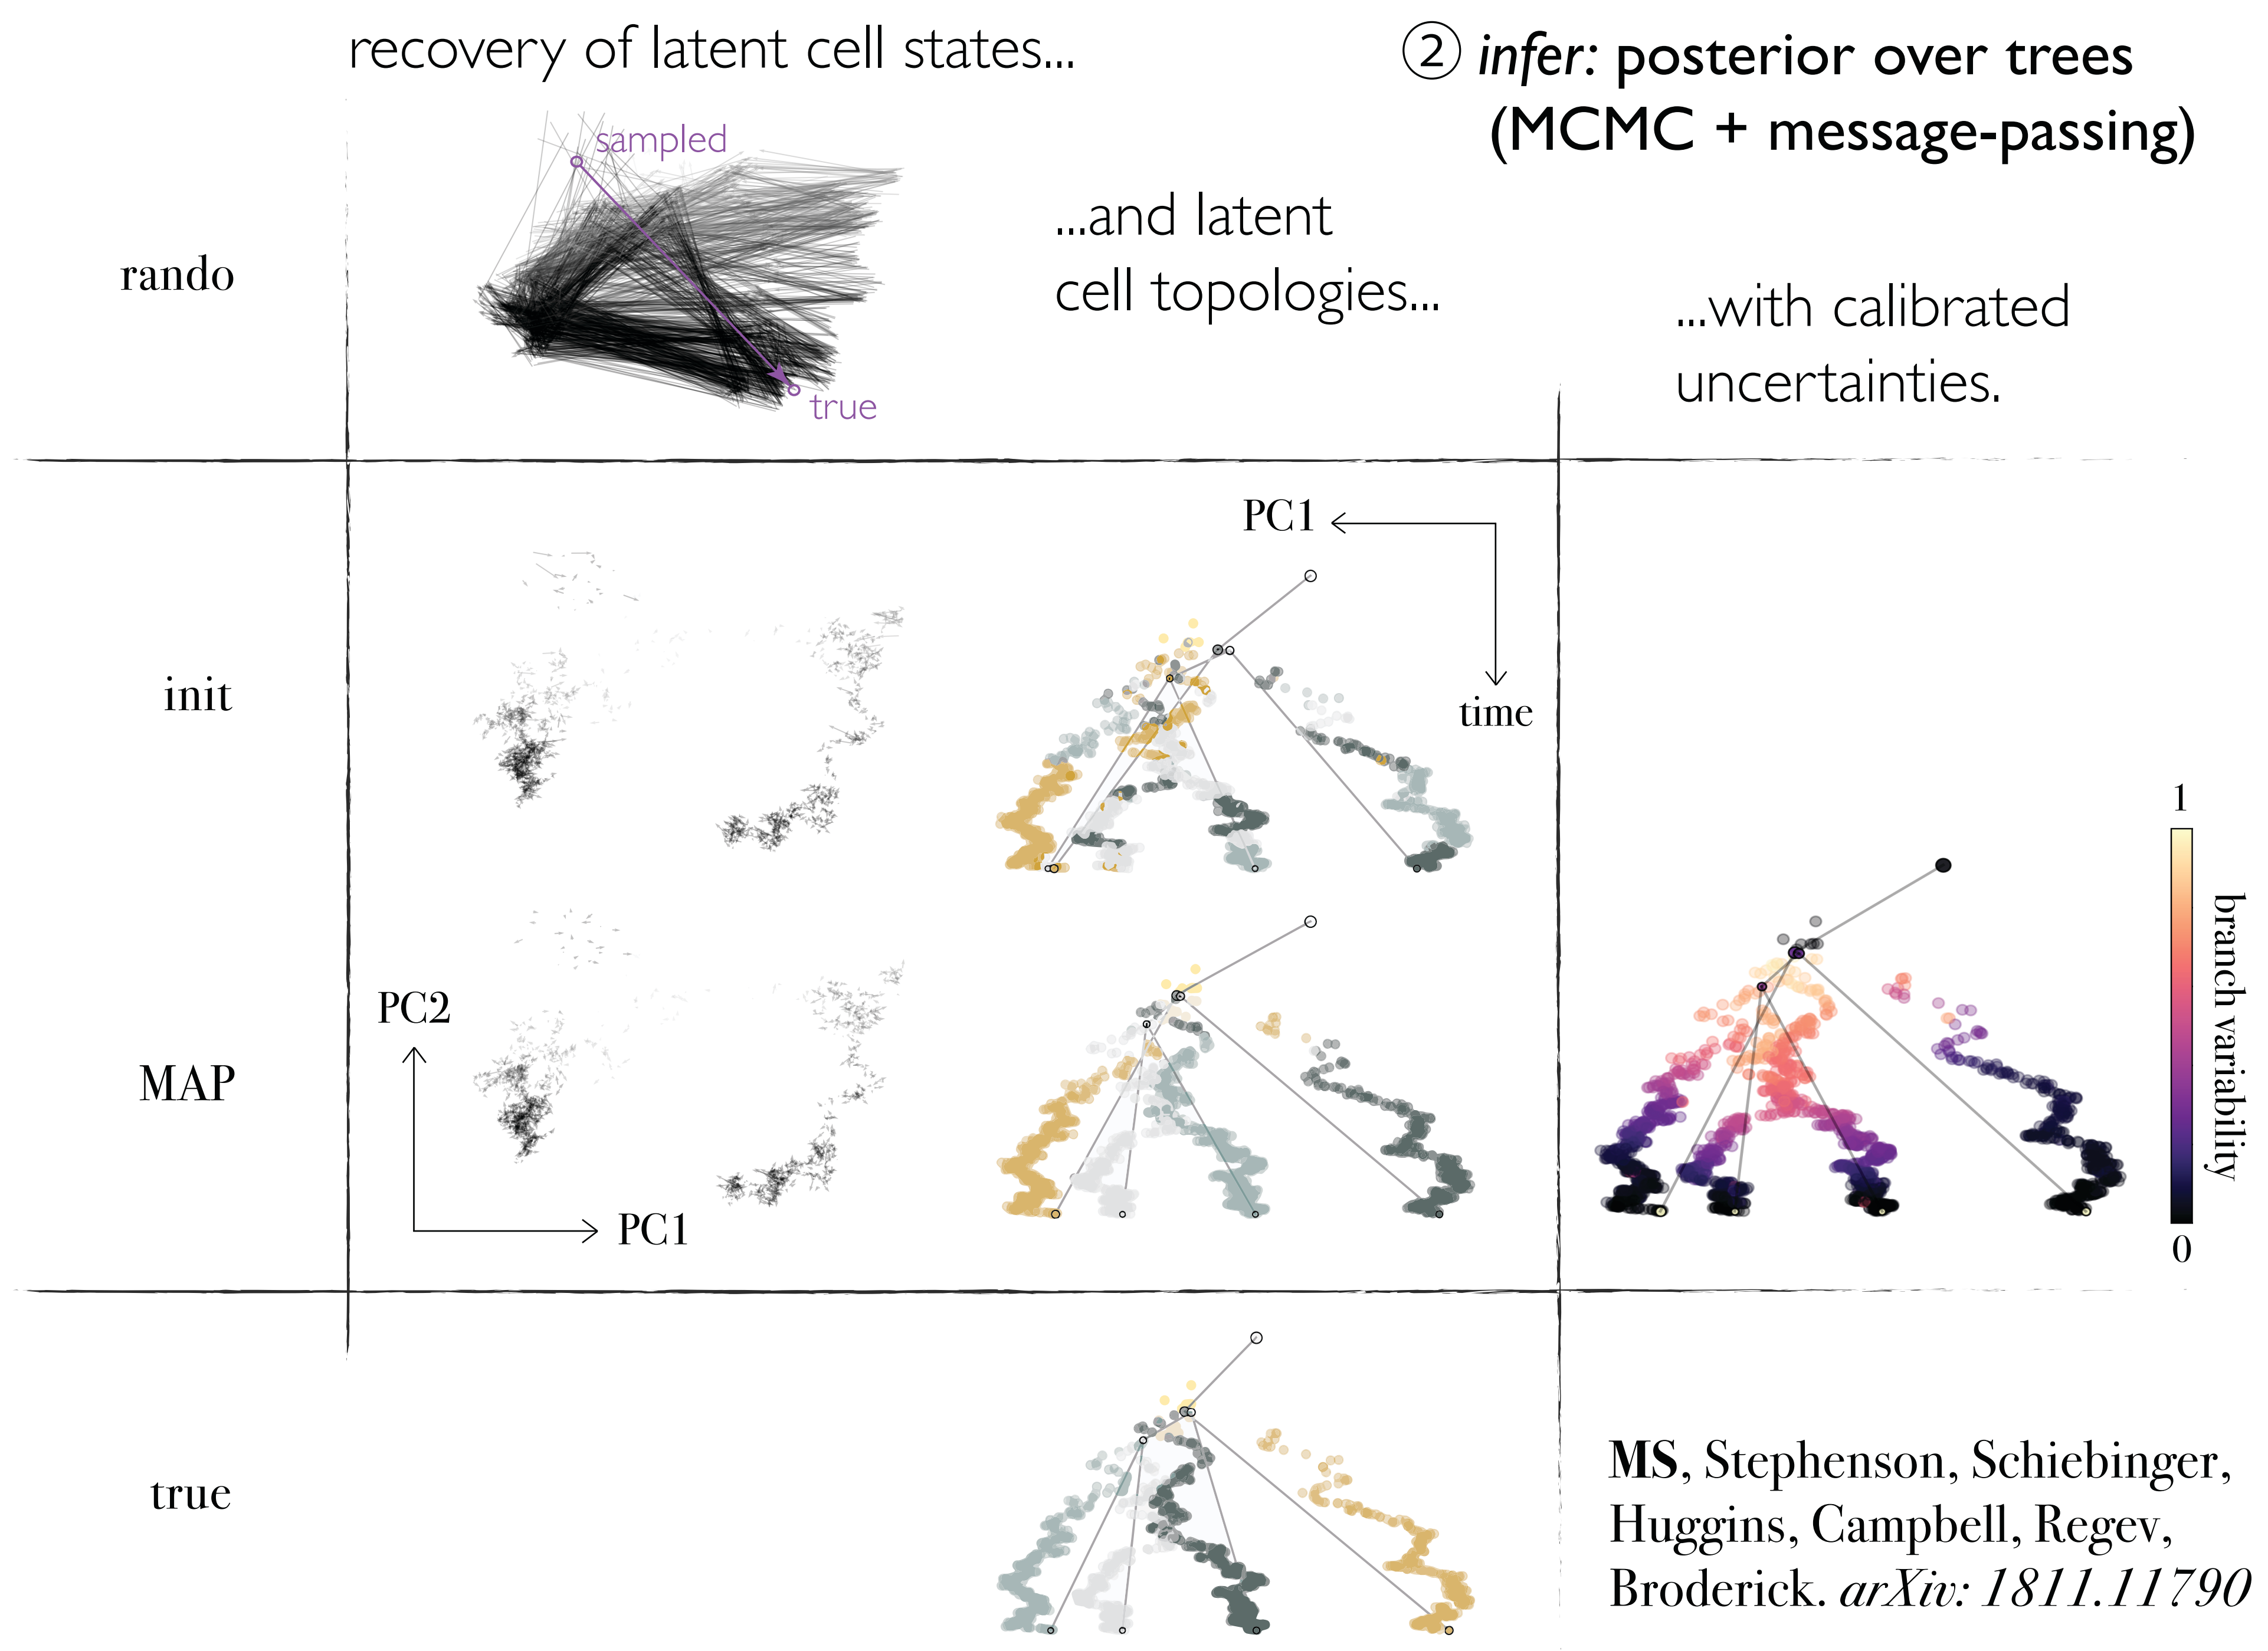 recovery of latent cell states...
② infer: posterior over trees
(MCMC + message-passing)
sampled
true
...and latent
cell topologies...
...with calibrated
uncertainties.
rando
PC1
time
init
1
branch variability
0
PC2
PC1
MAP
true
MS, Stephenson, Schiebinger,
Huggins, Campbell, Regev,
Broderick. arXiv: 1811.11790